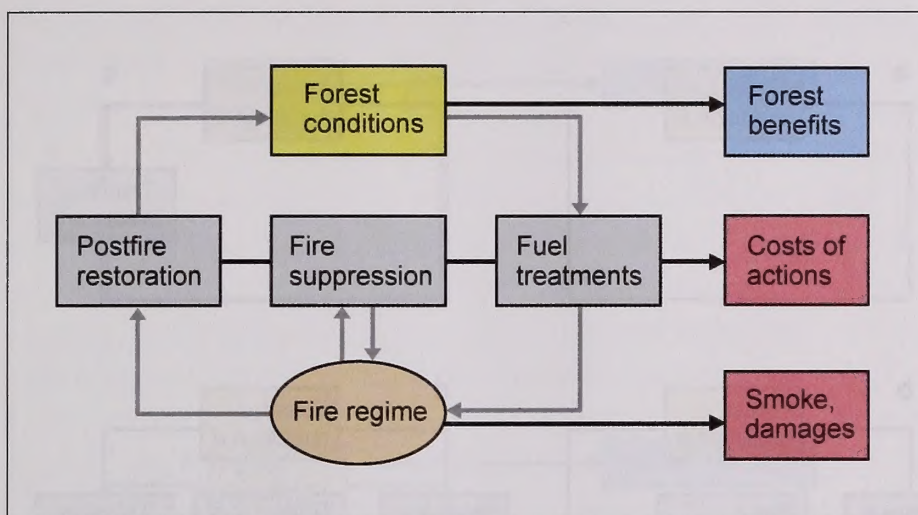 Forest
conditions
Forest
benefits
Postfire
restoration
Fire
suppression
Fuel
treatments
Costs of
actions
Fire regime
Smoke,
damages